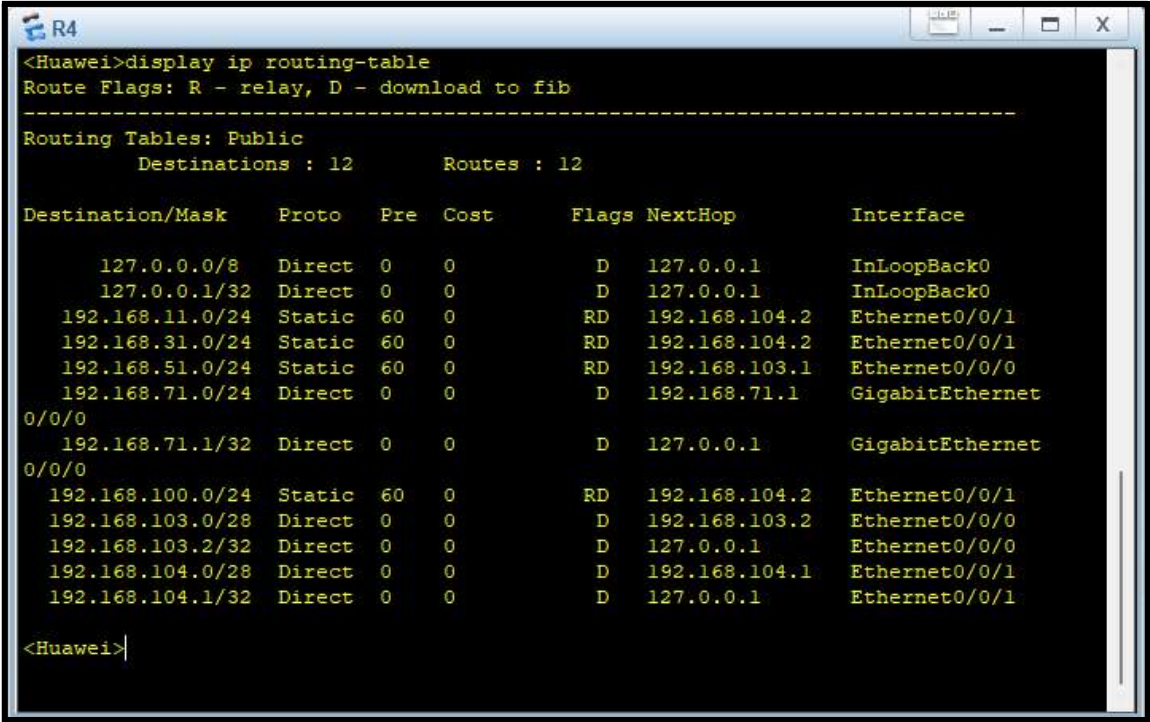 R4
X
<Huawei>display ip routing-table
Route Flags: R - relay, D - download to fib
------------------------------------------------------------------------------
Routing Tables: Public
         Destinations : 12       Routes : 12

Destination/Mask    Proto   Pre  Cost      Flags NextHop         Interface

      127.0.0.0/8   Direct  0    0           D   127.0.0.1       InLoopBack0
      127.0.0.1/32  Direct  0    0           D   127.0.0.1       InLoopBack0
   192.168.11.0/24  Static  60   0          RD   192.168.104.2   Ethernet0/0/1
   192.168.31.0/24  Static  60   0          RD   192.168.104.2   Ethernet0/0/1
   192.168.51.0/24  Static  60   0          RD   192.168.103.1   Ethernet0/0/0
   192.168.71.0/24  Direct  0    0           D   192.168.71.1    GigabitEthernet
0/0/0
   192.168.71.1/32  Direct  0    0           D   127.0.0.1       GigabitEthernet
0/0/0
  192.168.100.0/24  Static  60   0          RD   192.168.104.2   Ethernet0/0/1
  192.168.103.0/28  Direct  0    0           D   192.168.103.2   Ethernet0/0/0
  192.168.103.2/32  Direct  0    0           D   127.0.0.1       Ethernet0/0/0
  192.168.104.0/28  Direct  0    0           D   192.168.104.1   Ethernet0/0/1
  192.168.104.1/32  Direct  0    0           D   127.0.0.1       Ethernet0/0/1

<Huawei>